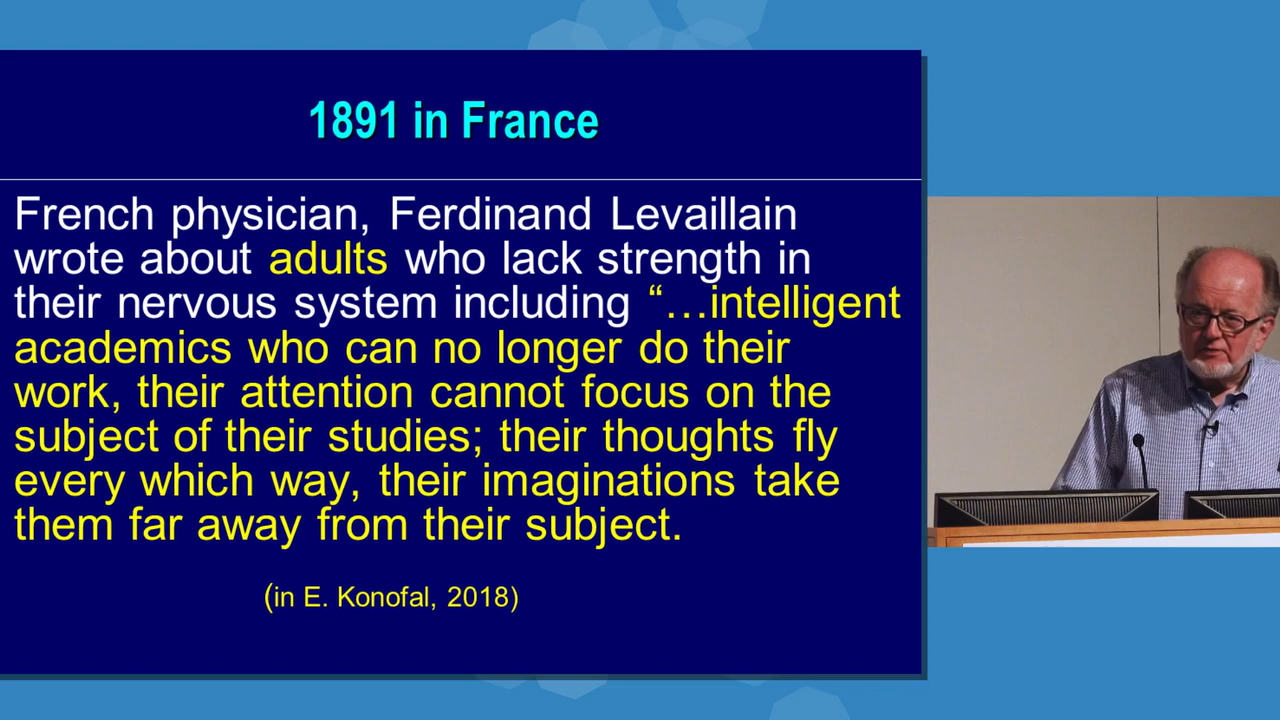 1891 in France
French physician, Ferdinand Levaillain
wrote about adults who lack strength in
their nervous system including “…intelligent
academics who can no longer do their
work, their attention cannot focus on the
subject of their studies; their thoughts fly
every which way, their imaginations take
them far away from their subject.
(in E. Konofal, 2018)